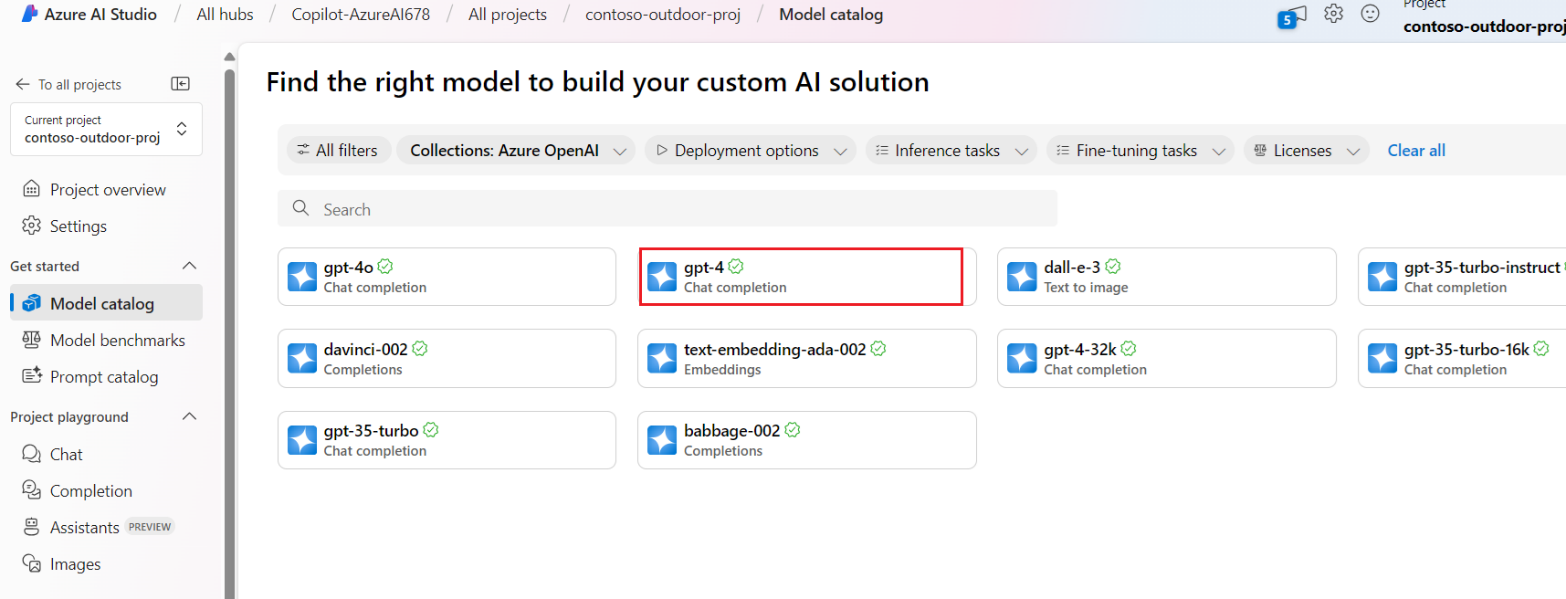 Azure AI Studio / All hubs / Copilot-AzureAI678 / All projects / contoso-outdoor-proj / Model catalog
5
Project
contoso-outdoor-proj
To all projects
Current project
contoso-outdoor-proj
Project overview
Settings
Get started
Model catalog
Model benchmarks
Prompt catalog
Project playground
Chat
Completion
Assistants PREVIEW
Images
Find the right model to build your custom AI solution
All filters Collections: Azure OpenAI Deployment options Inference tasks Fine-tuning tasks Licenses Clear all
Search
gpt-4o
Chat completion
gpt-4
Chat completion
dall-e-3
Text to image
gpt-35-turbo-instruct
Chat completion
davinci-002
Completions
text-embedding-ada-002
Embeddings
gpt-4-32k
Chat completion
gpt-35-turbo-16k
Chat completion
gpt-35-turbo
Chat completion
babbage-002
Completions